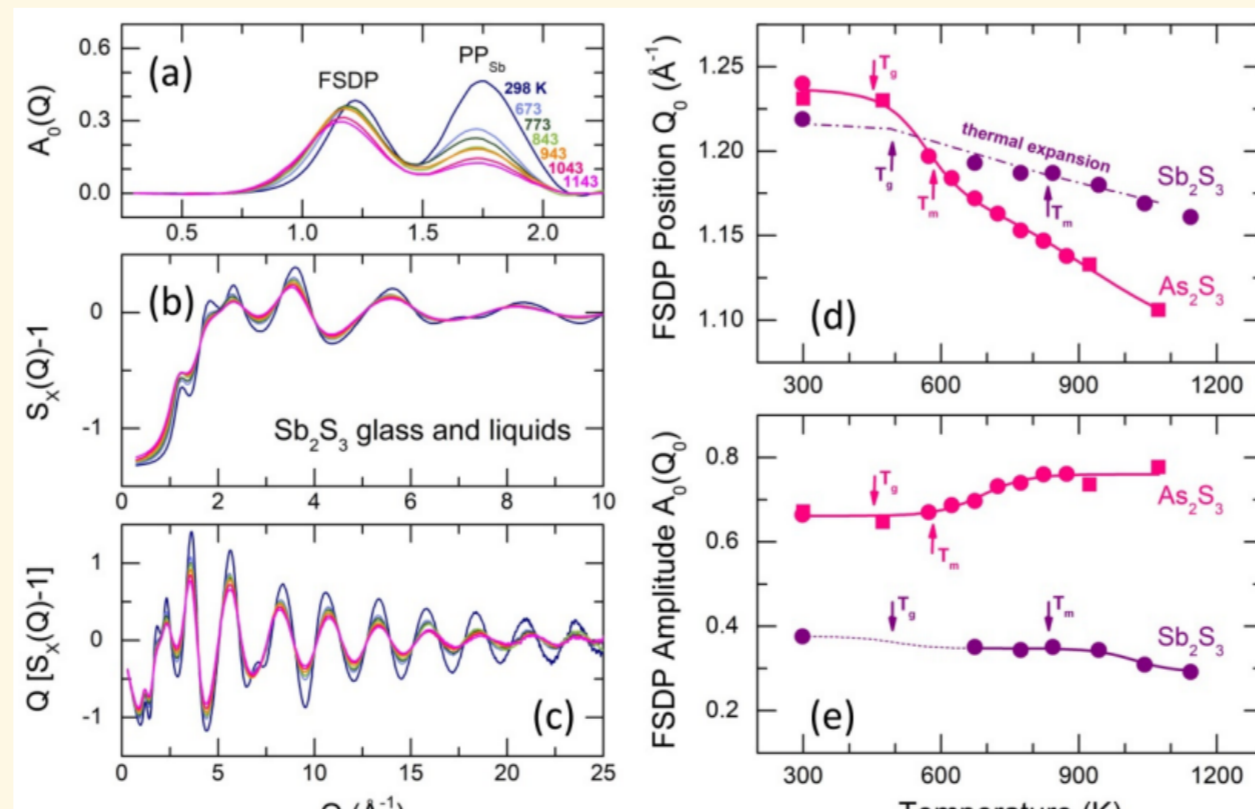 (a)
A₀(Q)
0.6
0.3
0.0
FSDP
PP_Sb
298 K
673
773
843
943
1043
1143
0.5 1.0 1.5 2.0
(b)
S_X(Q)-1
0
-1
Sb₂S₃ glass and liquids
0 2 4 6 8 10
Q [S_X(Q)-1]
1
0
-1
(c)
0 5 10 15 20 25
Q (Å⁻¹)
FSDP Position Q₀ (Å⁻¹)
1.25
1.20
1.15
1.10
T_g
thermal expansion
T_g
T_m
T_m
Sb₂S₃
As₂S₃
(d)
300 600 900 1200
FSDP Amplitude A₀(Q₀)
0.8
0.6
0.4
0.2
T_g
As₂S₃
T_m
T_g
T_m
Sb₂S₃
(e)
300 600 900 1200
Temperature (K)